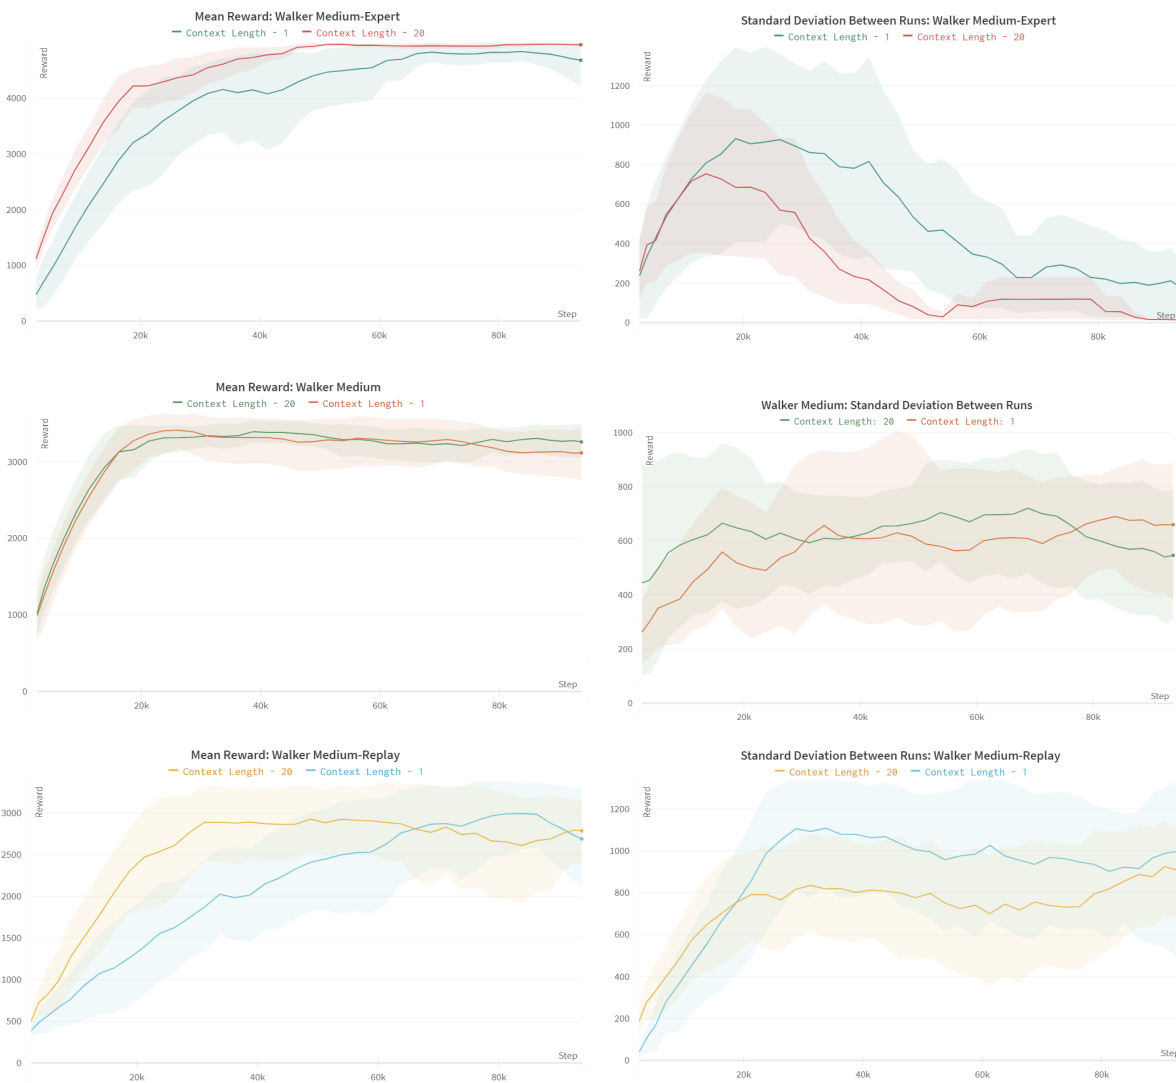 Mean Reward: Walker Medium-Expert
Context Length - 1 Context Length - 20
Reward
4000
3000
2000
1000
0
Step
20k 40k 60k 80k
Standard Deviation Between Runs: Walker Medium-Expert
Context Length - 1 Context Length - 20
Reward
1200
1000
800
600
400
200
0
Step
20k 40k 60k 80k
Mean Reward: Walker Medium
Context Length - 20 Context Length - 1
Reward
3000
2000
1000
0
Step
20k 40k 60k 80k
Walker Medium: Standard Deviation Between Runs
Context Length: 20 Context Length: 1
Reward
1000
800
600
400
200
0
Step
20k 40k 60k 80k
Mean Reward: Walker Medium-Replay
Context Length - 20 Context Length - 1
Reward
3000
2500
2000
1500
1000
500
0
Step
20k 40k 60k 80k
Standard Deviation Between Runs: Walker Medium-Replay
Context Length - 20 Context Length - 1
Reward
1200
1000
800
600
400
200
0
Step
20k 40k 60k 80k